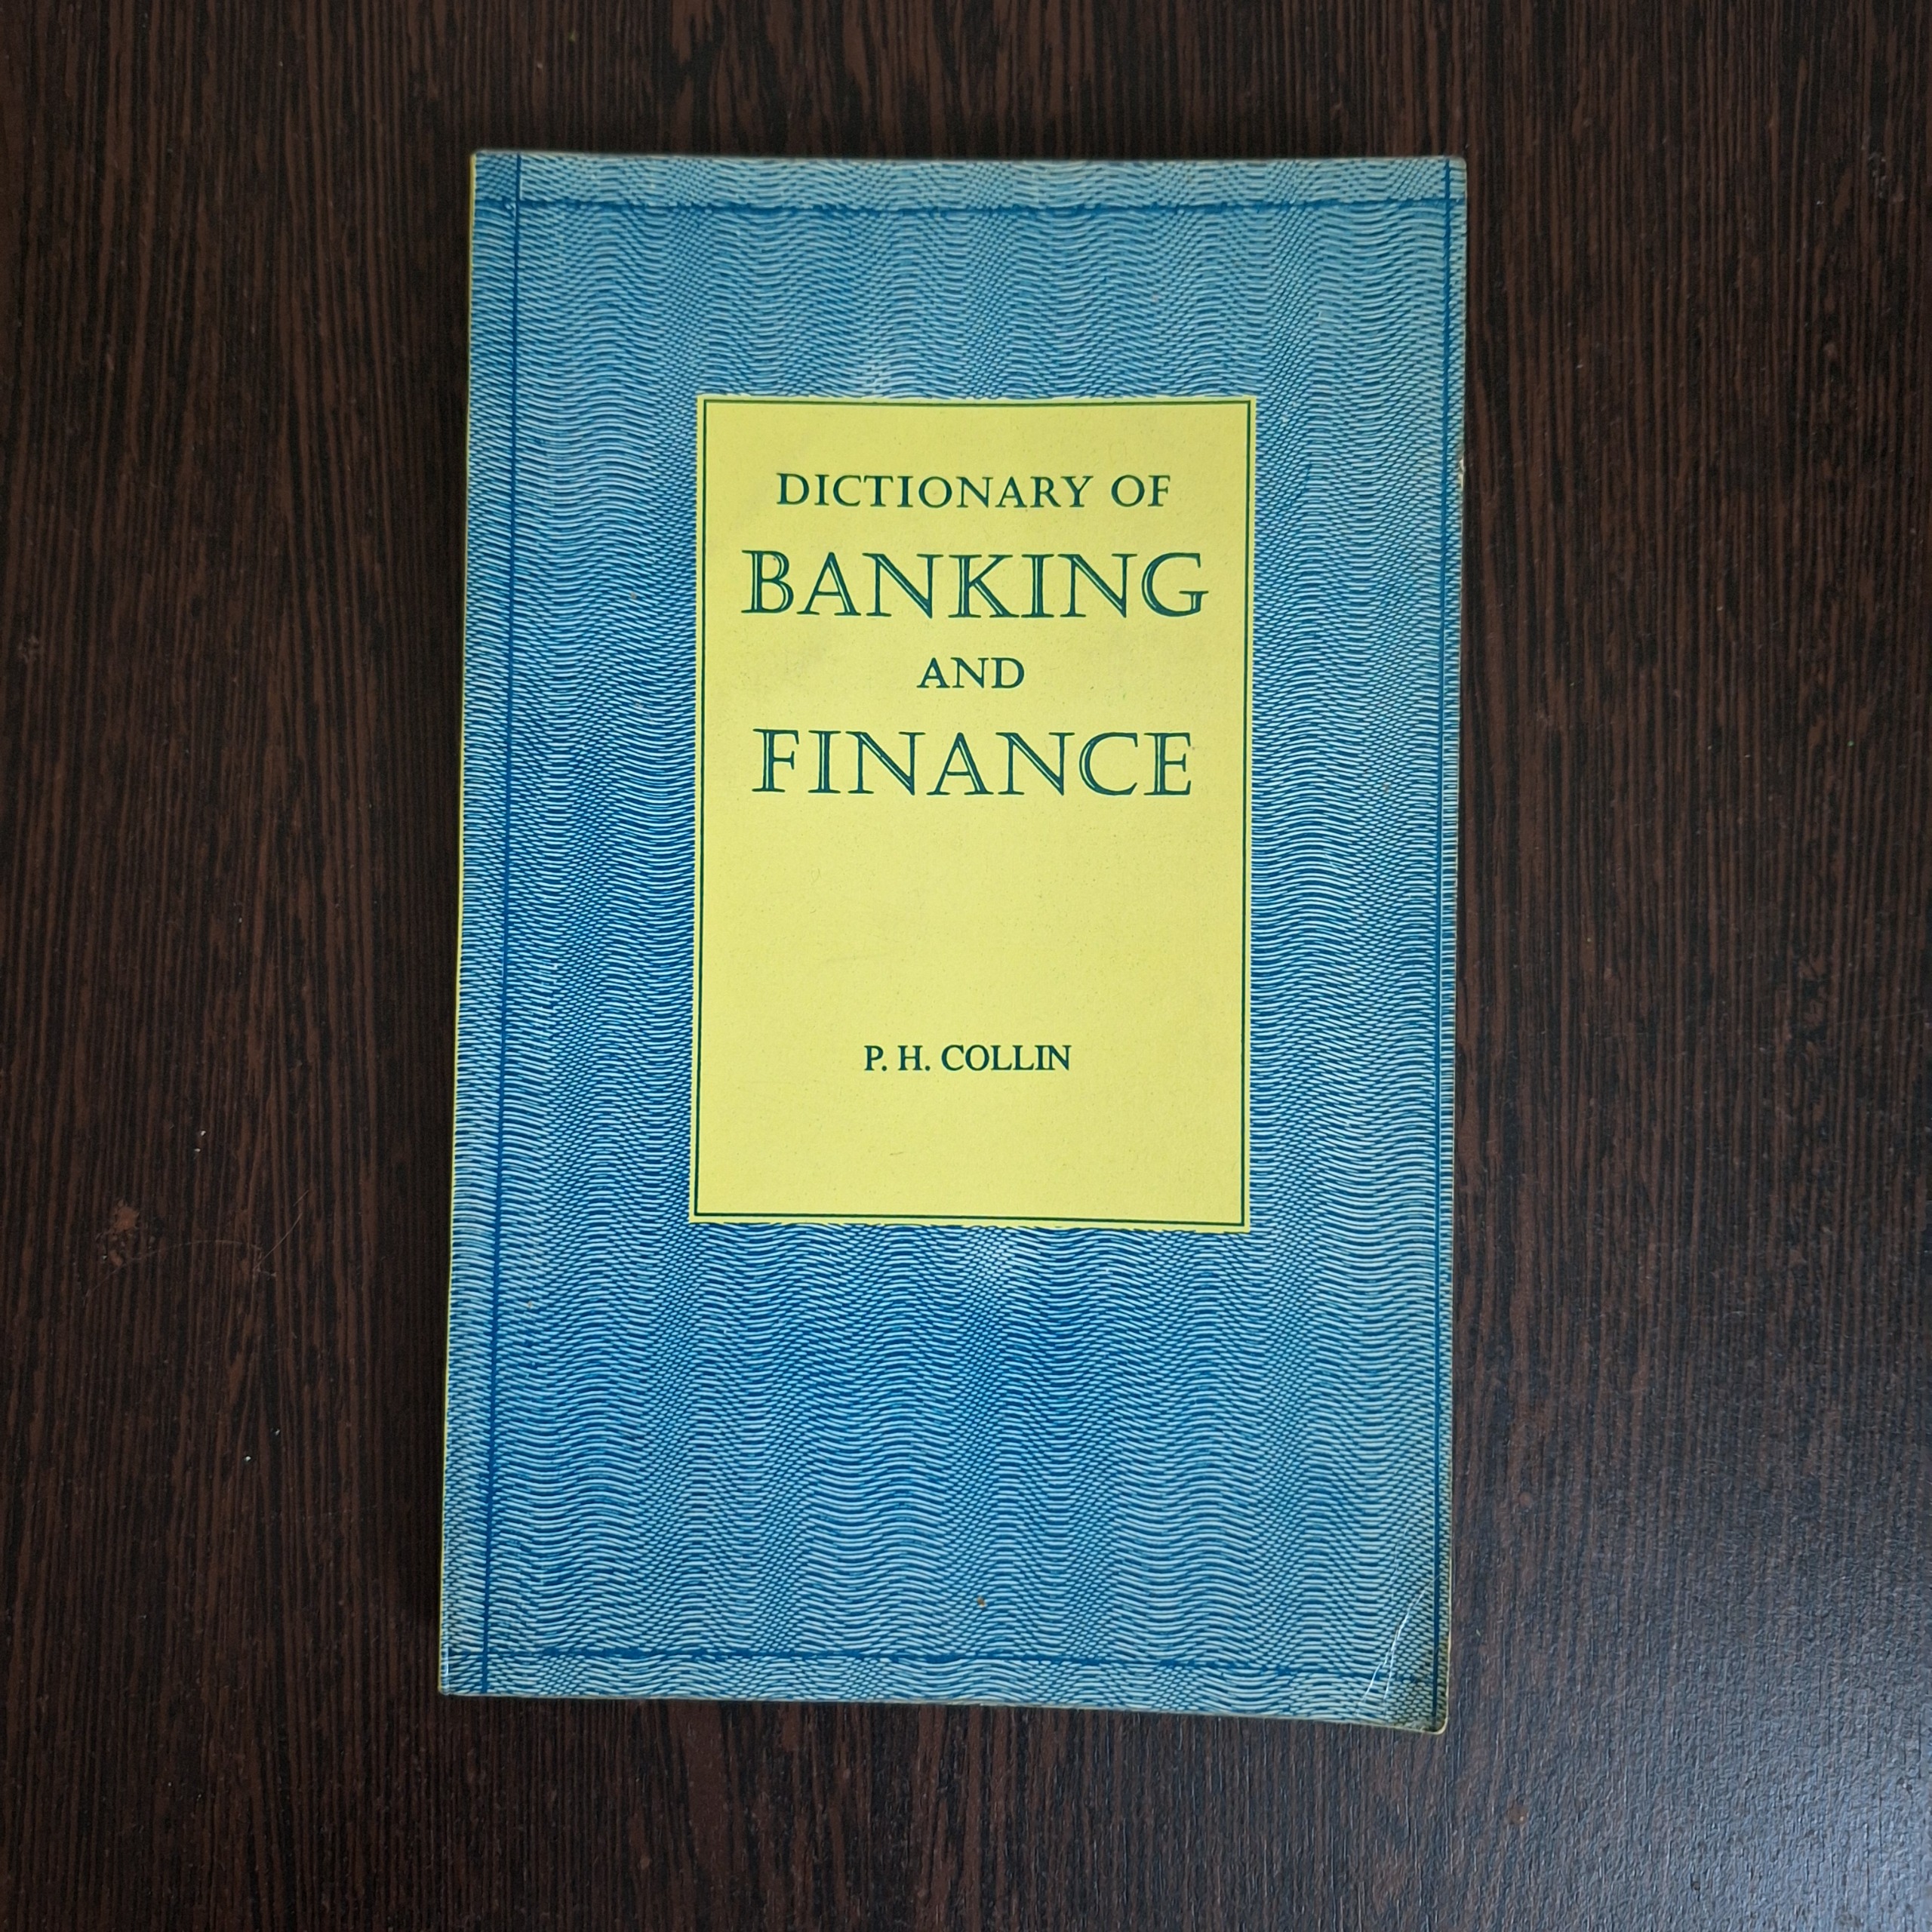 DICTIONARY OF
BANKING
AND
FINANCE
P. H. COLLIN